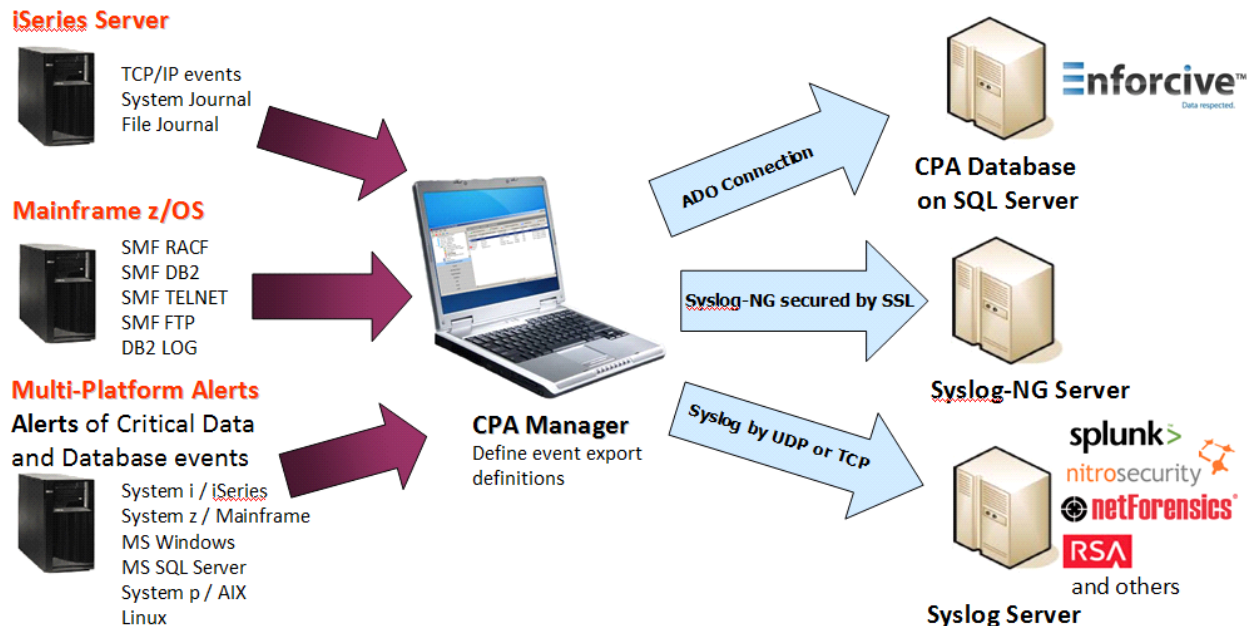 iSeries Server
TCP/IP events
System Journal
File Journal
Mainframe z/OS
SMF RACF
SMF DB2
SMF TELNET
SMF FTP
DB2 LOG
Multi-Platform Alerts
Alerts of Critical Data
and Database events
System i / iSeries
System z / Mainframe
MS Windows
MS SQL Server
System p / AIX
Linux
CPA Manager
Define event export
definitions
ADO Connection
Syslog-NG secured by SSL
Syslog by UDP or TCP
Enforcive™
Data respected.
CPA Database
on SQL Server
Syslog-NG Server
splunk>
nitrosecurity
netForensics®
RSA
and others
Syslog Server